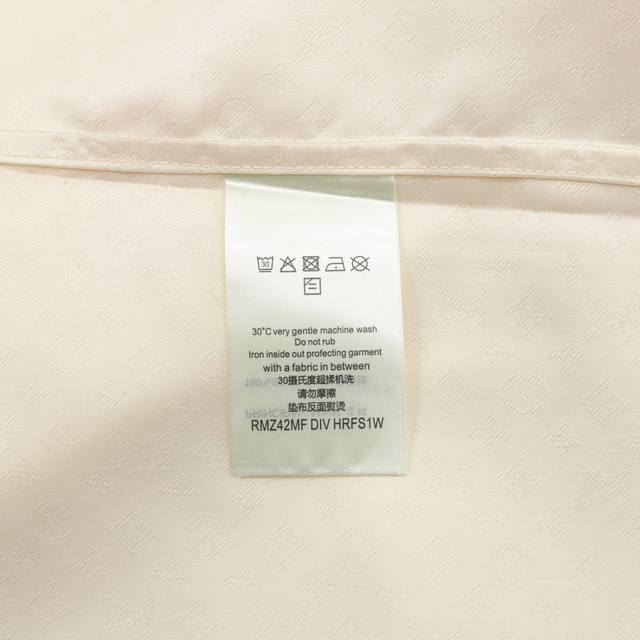 30
30°C very gentle machine wash
Do not rub
Iron inside out profecting garment
with a fabric in between
30摄氏度超揉机洗
请勿摩擦
垫布反面熨烫
RMZ42MF DIV HRFS1W